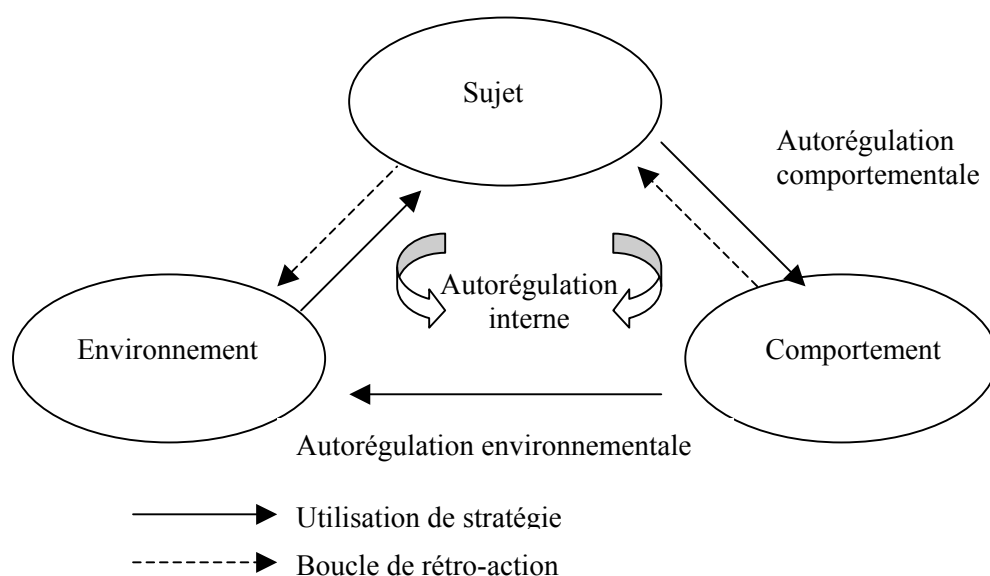 Sujet
Autorégulation
comportementale
Autorégulation
interne
Environnement
Comportement
Autorégulation environnementale
Utilisation de stratégie
Boucle de rétro-action